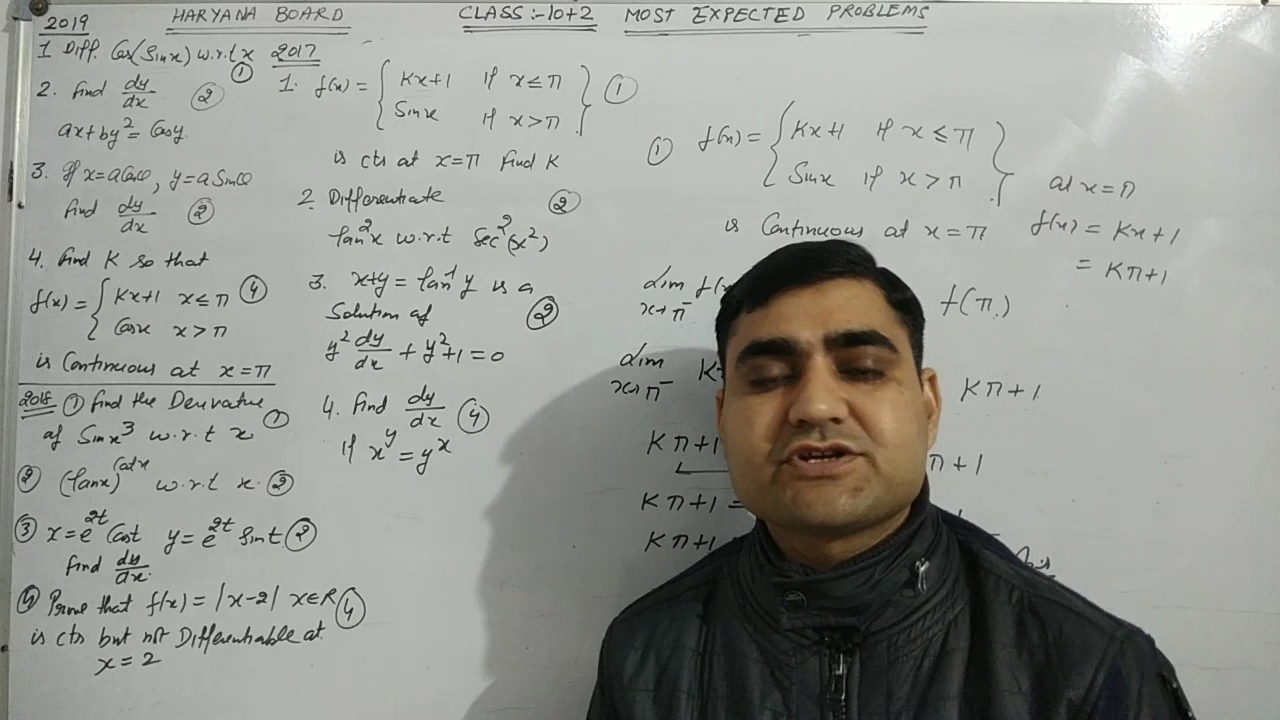 HARYANA BOARD CLASS:-10+2 MOST EXPECTED PROBLEMS
2019
1 Diff. Cos(Sinx) w.r.t x ①
2. find dy/dx ②
ax+by²=Cosy.
3. If x=aCosθ, y=aSinθ
find dy/dx ②
4. find K so that
f(x)= { Kx+1 x≤π ④
Cosx x>π
is Continuous at x=π
2018 ① find the Derivative
of Sinx³ w.r.t x ①
② (tanx)
w.r.t x. ②
③ x=e^2t Cost y=e^2t Sint ②
find dy/dx.
④ Prove that f(x)=|x-2| x∈R ④
is cts but not Differentiable at
x=2
2017
1. f(x)= { Kx+1 if x≤π } ①
Sinx if x>π
is cts at x=π find K
2. Differentiate ②
tan²x w.r.t Sec²(x²)
3. x+y=tan⁻¹y is a
Solution of ②
y² dy/dx + y²+1=0
4. find dy/dx ④
if x^y = y^x
① f(x)= { Kx+1 if x≤π }
Sinx if x>π
is Continuous at x=π
at x=π
f(x) = Kx+1
= Kπ+1
lim x→π⁻ f(x f(π)
lim x→π⁻ K Kπ+1
Kπ+1 π+1
Kπ+1 =
Kπ+1